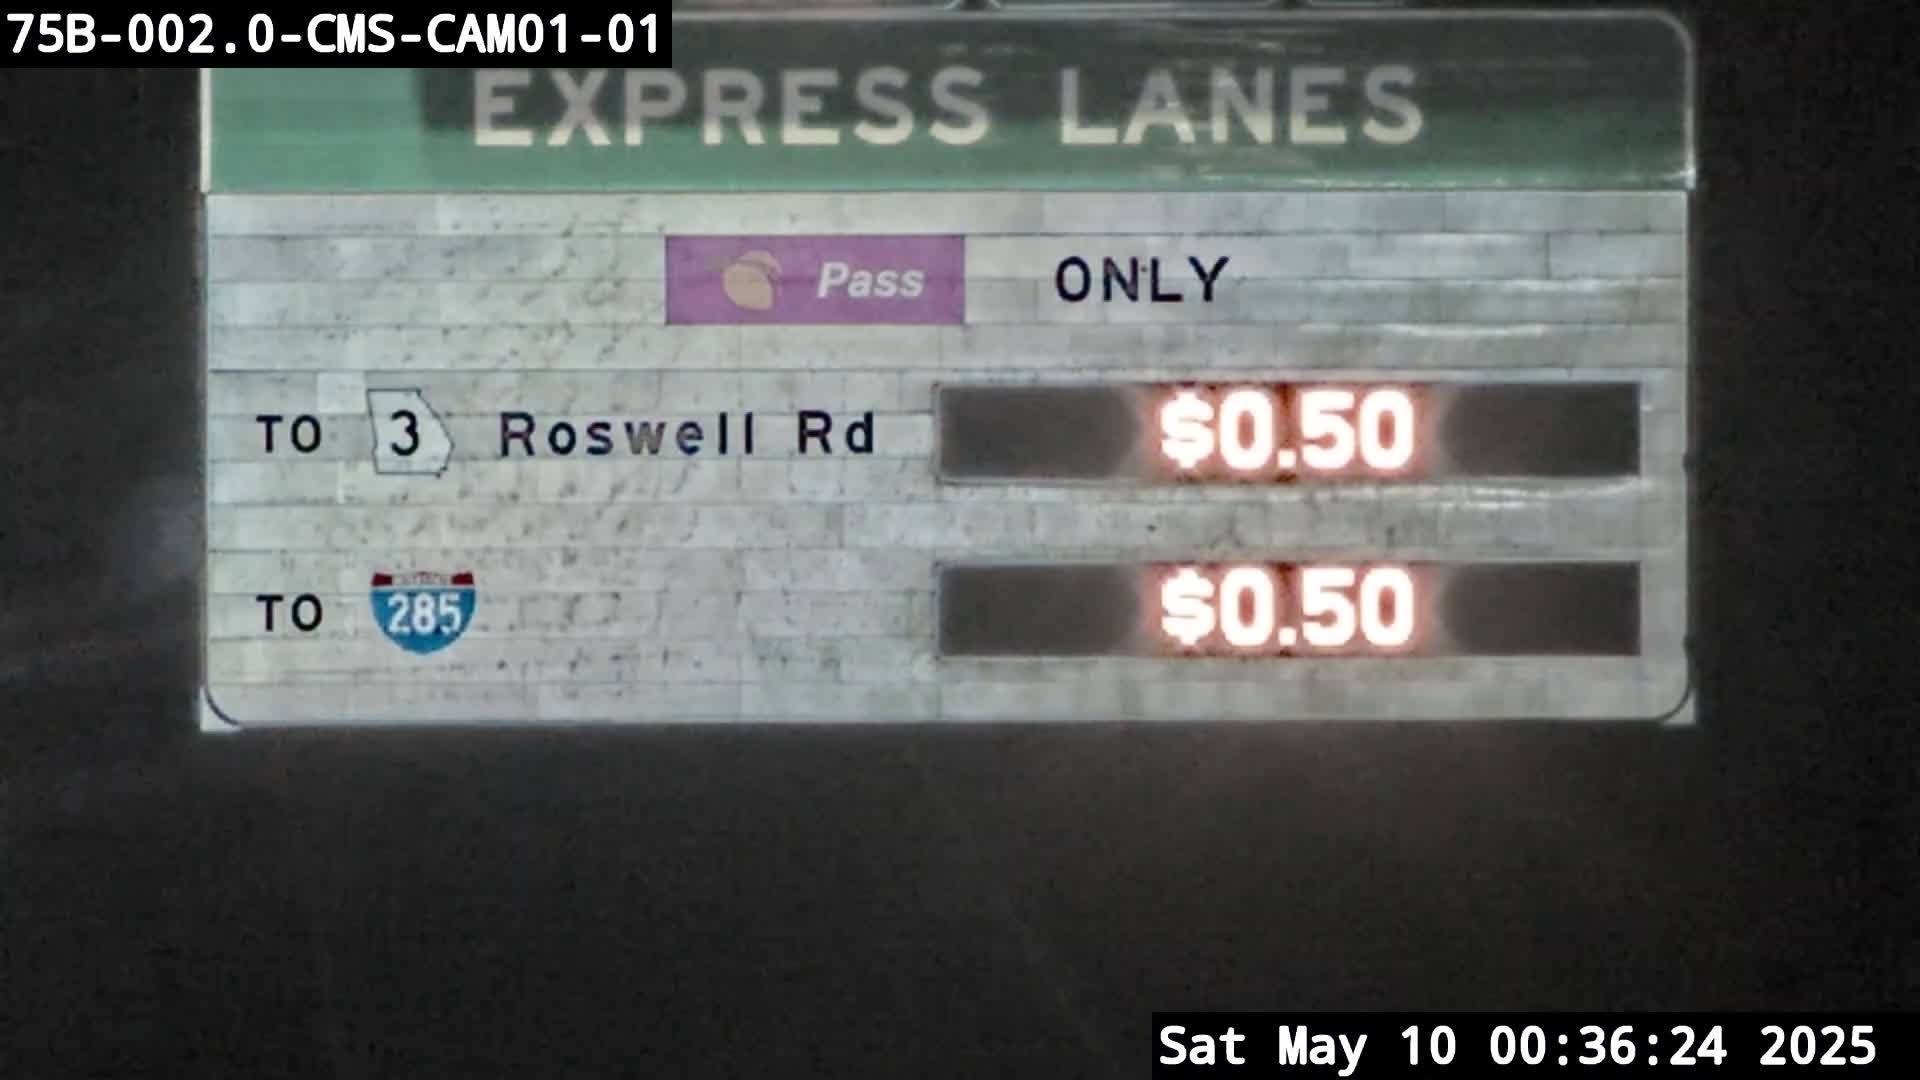 75B-002.0-CMS-CAM01-01
EXPRESS LANES
Pass ONLY
TO 3 Roswell Rd $0.50
TO 285 $0.50
Sat May 10 00:36:24 2025